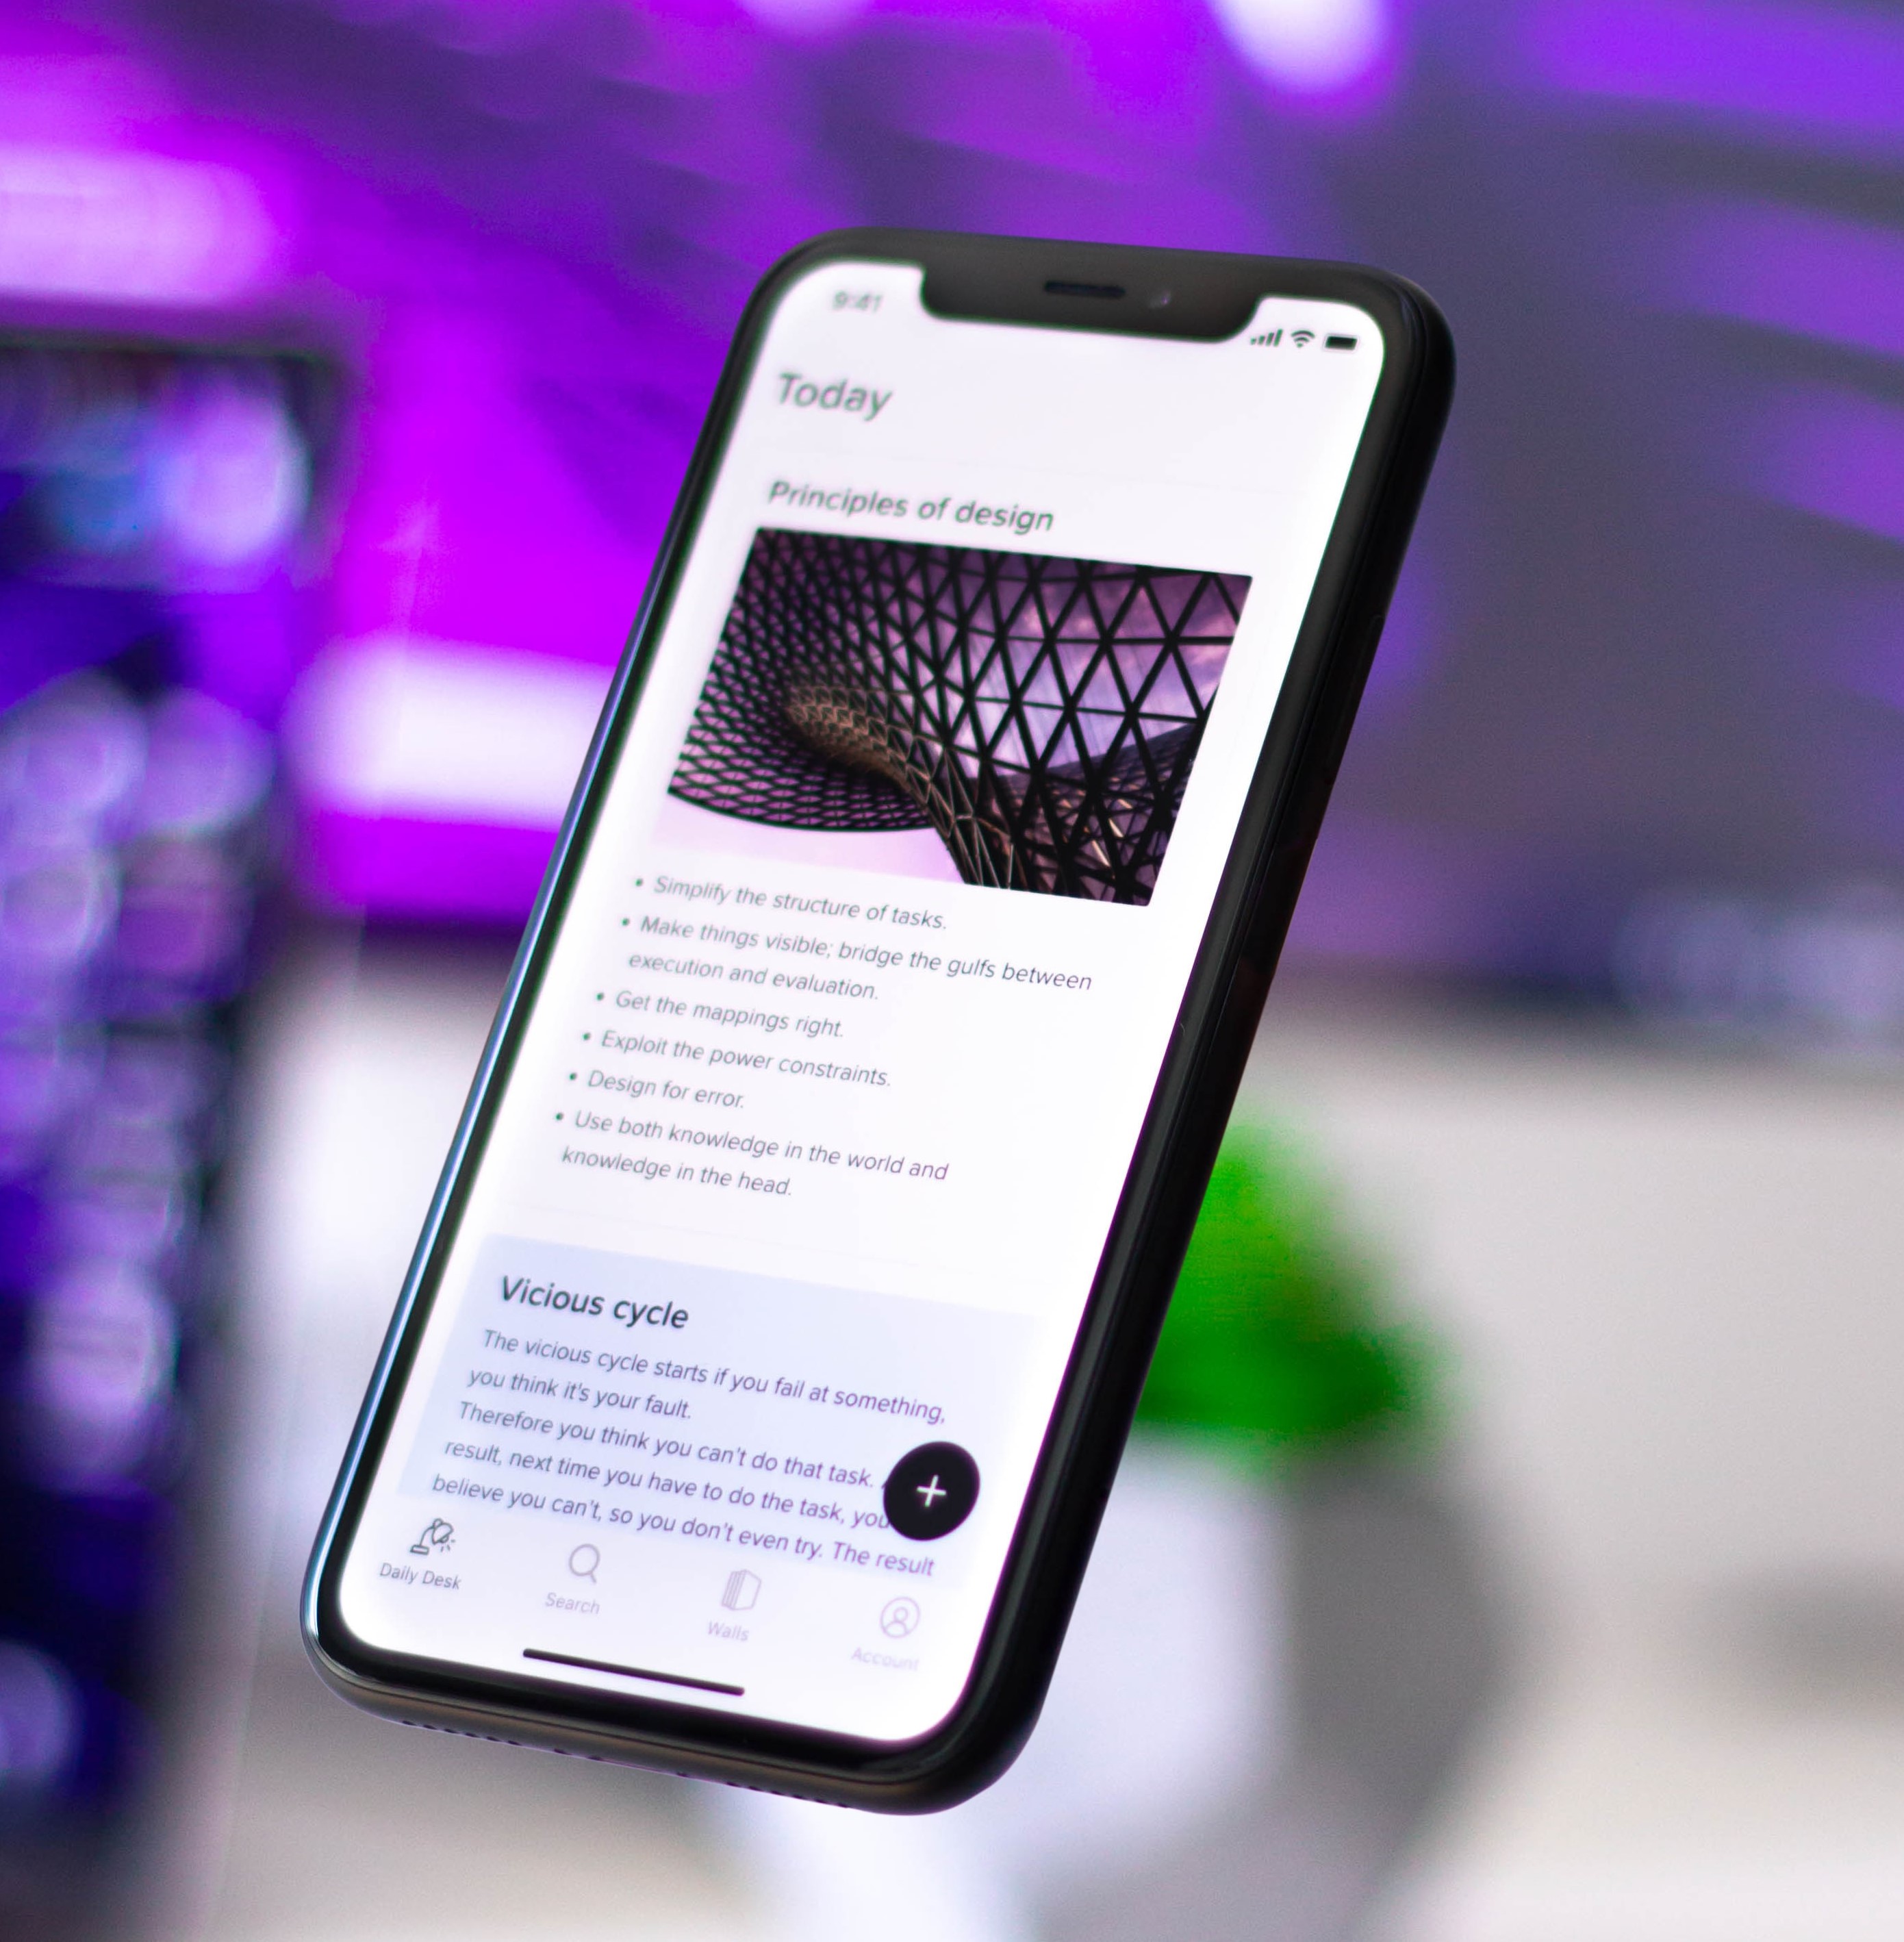 9:41
Today
Principles of design
• Simplify the structure of tasks.
• Make things visible; bridge the gulfs between
execution and evaluation.
• Get the mappings right.
• Exploit the power constraints.
• Design for error.
• Use both knowledge in the world and
knowledge in the head.
Vicious cycle
The vicious cycle starts if you fail at something,
you think it's your fault.
Therefore you think you can't do that task.
result, next time you have to do the task, you
believe you can't, so you don't even try. The result
+
Daily Desk
Search
Walls
Account